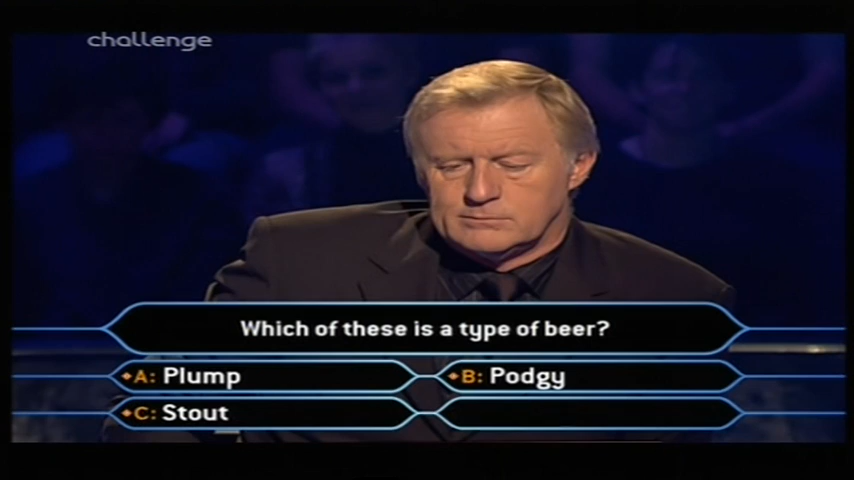 challenge
Which of these is a type of beer?
A: Plump
B: Podgy
C: Stout